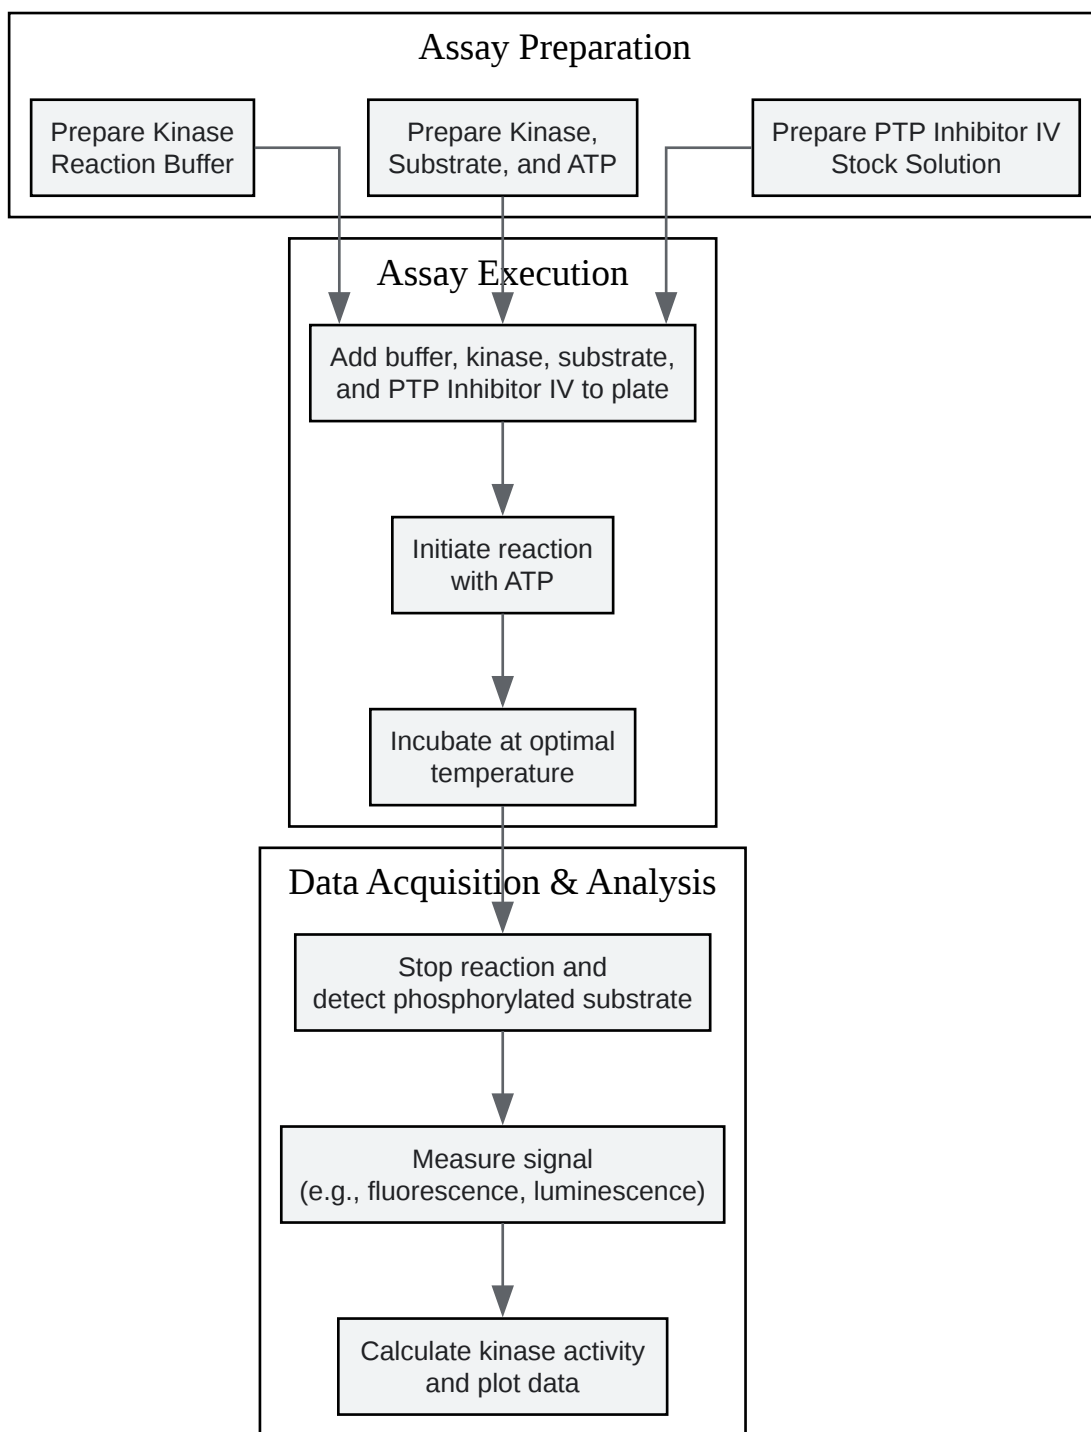 Assay Preparation
Prepare Kinase
Reaction Buffer
Prepare Kinase,
Substrate, and ATP
Prepare PTP Inhibitor IV
Stock Solution
Assay Execution
Add buffer, kinase, substrate,
and PTP Inhibitor IV to plate
Initiate reaction
with ATP
Incubate at optimal
temperature
Data Acquisition & Analysis
Stop reaction and
detect phosphorylated substrate
Measure signal
(e.g., fluorescence, luminescence)
Calculate kinase activity
and plot data